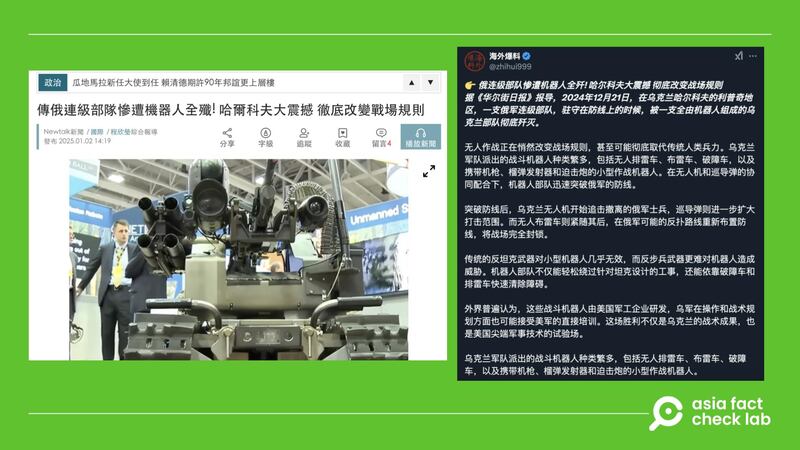 政治 瓜地馬拉新任大使到任 賴清德期許90年邦誼更上層樓
傳俄連級部隊慘遭機器人全殲! 哈爾科夫大震撼 徹底改變戰場規則
Newtalk新聞 / 國際 / 程欣瑩綜合報導
發布 2025.01.02 14:19
分享 字級 追蹤 收藏 留言4 播放新聞
BALL
Unmanned S
海外爆料
@zhihui999
👉 俄连级部队惨遭机器人全歼! 哈尔科夫大震撼 彻底改变战场规则
据《华尔街日报》报导，2024年12月21日，在乌克兰哈尔科夫的利普奇地
区，一支俄军连级部队，驻守在防线上的时候，被一支全由机器人组成的乌
克兰部队彻底歼灭。
无人作战正在悄然改变战场规则，甚至可能彻底取代传统人类兵力。乌克兰
军队派出的战斗机器人种类繁多，包括无人排雷车、布雷车、破障车，以及
携带机枪、榴弹发射器和迫击炮的小型作战机器人。在无人机和巡导弹的协
同配合下，机器人部队迅速突破俄军的防线。
突破防线后，乌克兰无人机开始追击撤离的俄军士兵，巡导弹则进一步扩大
打击范围。而无人布雷车则紧随其后，在俄军可能的反扑路线重新布置防
线，将战场完全封锁。
传统的反坦克武器对小型机器人几乎无效，而反步兵武器更难对机器人造成
威胁。机器人部队不仅能轻松绕过针对坦克设计的工事，还能依靠破障车和
排雷车快速清除障碍。
外界普遍认为，这些战斗机器人由美国军工企业研发，乌军在操作和战术规
划方面也可能接受美军的直接培训。这场胜利不仅是乌克兰的战术成果，也
是美国尖端军事技术的试验场。
乌克兰军队派出的战斗机器人种类繁多，包括无人排雷车、布雷车、破障
车，以及携带机枪、榴弹发射器和迫击炮的小型作战机器人。
asia fact
check lab